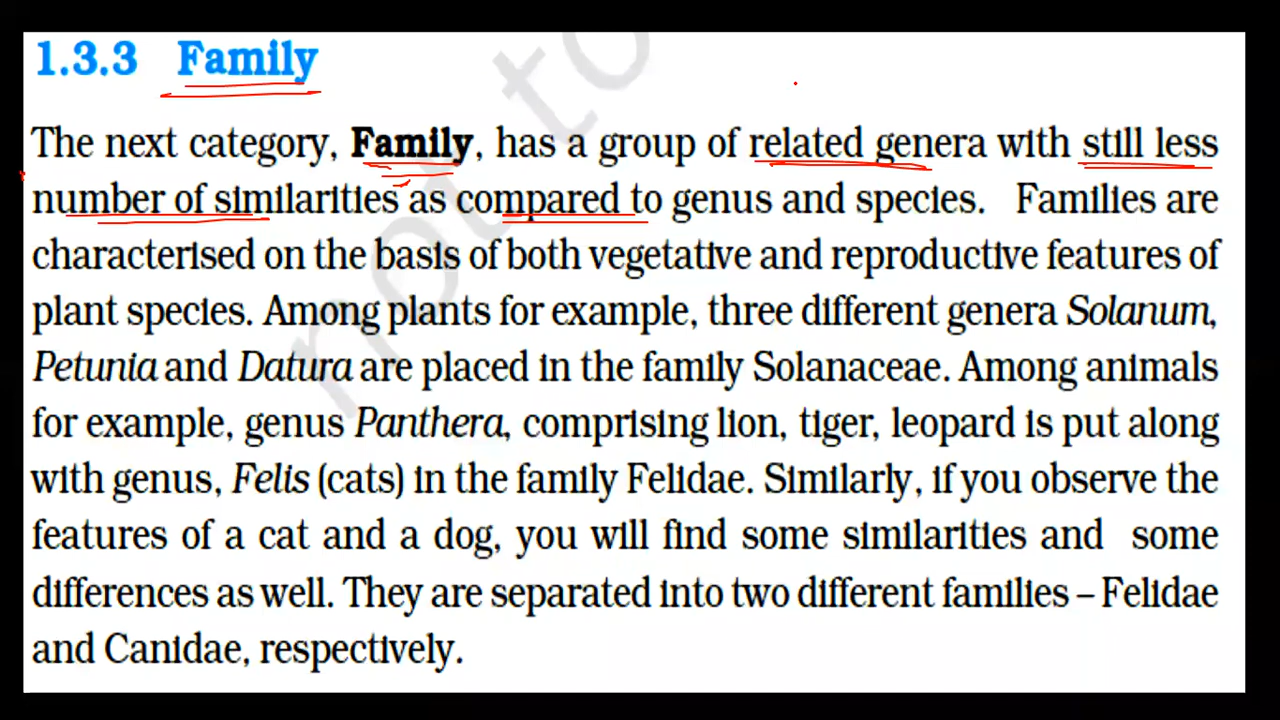 1.3.3 Family
The next category, Family, has a group of related genera with still less
number of similarities as compared to genus and species. Families are
characterised on the basis of both vegetative and reproductive features of
plant species. Among plants for example, three different genera Solanum,
Petunia and Datura are placed in the family Solanaceae. Among animals
for example, genus Panthera, comprising lion, tiger, leopard is put along
with genus, Felis (cats) in the family Felidae. Similarly, if you observe the
features of a cat and a dog, you will find some similarities and some
differences as well. They are separated into two different families – Felidae
and Canidae, respectively.
not to